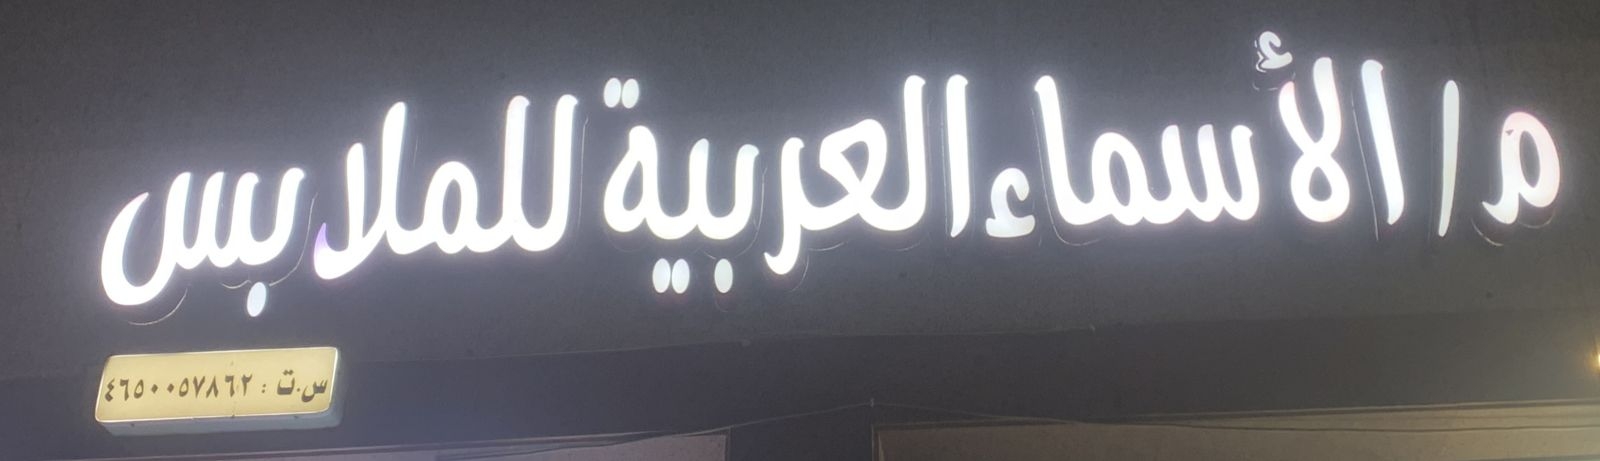 م / الأسماء العربية للملابس
س.ت : ٤٦٥٠٠٥٧٨٦٢